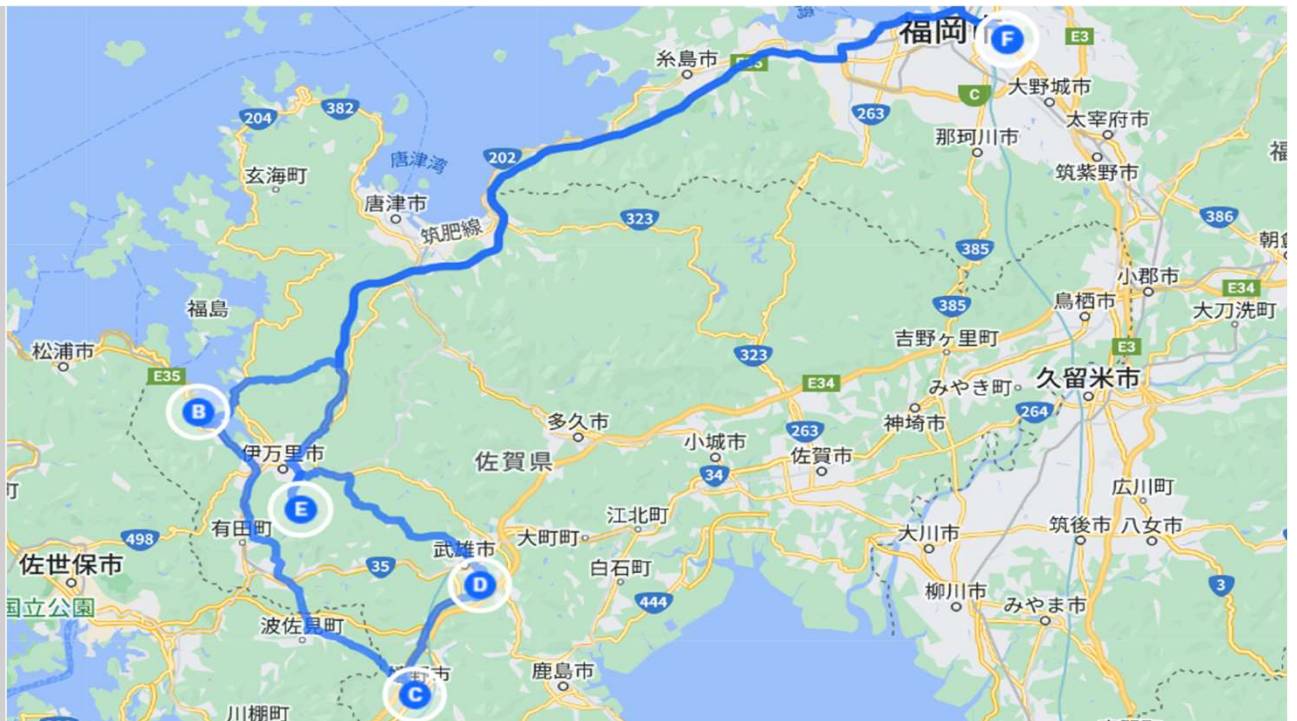 福岡市
F
E3
糸島市
大野城市
C
382
204
263
太宰府市
那珂川市
唐津湾
202
筑紫野市
玄海町
唐津市
筑肥線
323
386
385
小郡市
E34
福島
鳥栖市
385
大刀洗町
松浦市
吉野ヶ里町
E3
323
E35
E34
みやき町
久留米市
B
264
多久市
神埼市
263
小城市
伊万里市
佐賀県
佐賀市
34
町
広川町
E
江北町
有田町
大町町
大川市
筑後市
八女市
498
武雄市
佐世保市
35
白石町
D
3
柳川市
国立公園
444
みやま市
波佐見町
鹿島市
C
川棚町